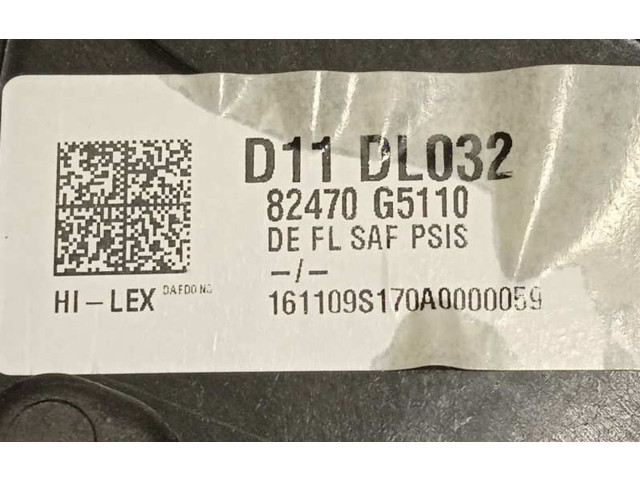 D11 DL032
82470 G5110
DE FL SAF PSIS
-/-
HI-LEX DAEDONG
161109S170A0000059